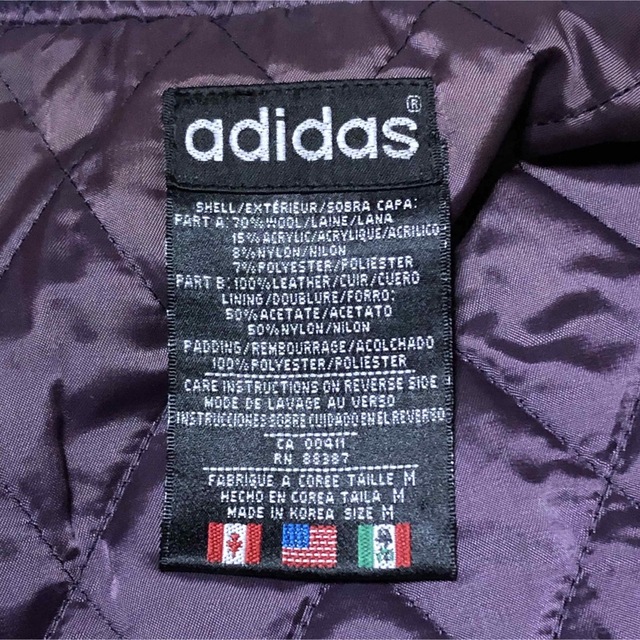 adidas®
SHELL/EXTÉRIEUR/SOBRA CAPA:
PART A: 70% WOOL/LAINE/LANA
15% ACRYLIC/ACRYLIQUE/ACRILICO
8% NYLON/NILON
7% POLYESTER/POLIESTER
PART B: 100% LEATHER/CUIR/CUERO
LINING/DOUBLURE/FORRO:
50% ACETATE/ACETATO
50% NYLON/NILON
PADDING/REMBOURRAGE/ACOLCHADO
100% POLYESTER/POLIESTER
CARE INSTRUCTIONS ON REVERSE SIDE
MODE DE LAVAGE AU VERSO
INSTRUCCIONES SOBRE CUIDADO EN EL REVERSO
CA 00411
RN 88387
FABRIQUE A CORÉE TAILLE M
HECHO EN COREA TAILA M
MADE IN KOREA SIZE M